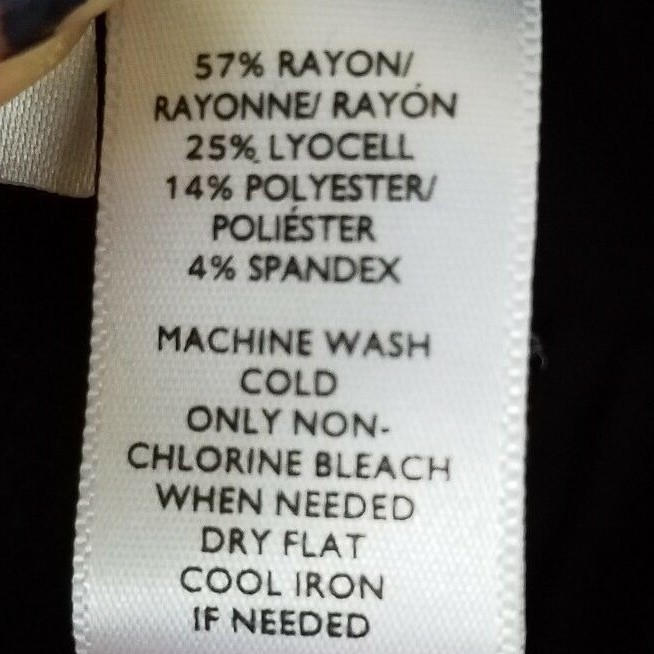 57% RAYON/
RAYONNE/ RAYÓN
25% LYOCELL
14% POLYESTER/
POLIÉSTER
4% SPANDEX
MACHINE WASH
COLD
ONLY NON-
CHLORINE BLEACH
WHEN NEEDED
DRY FLAT
COOL IRON
IF NEEDED